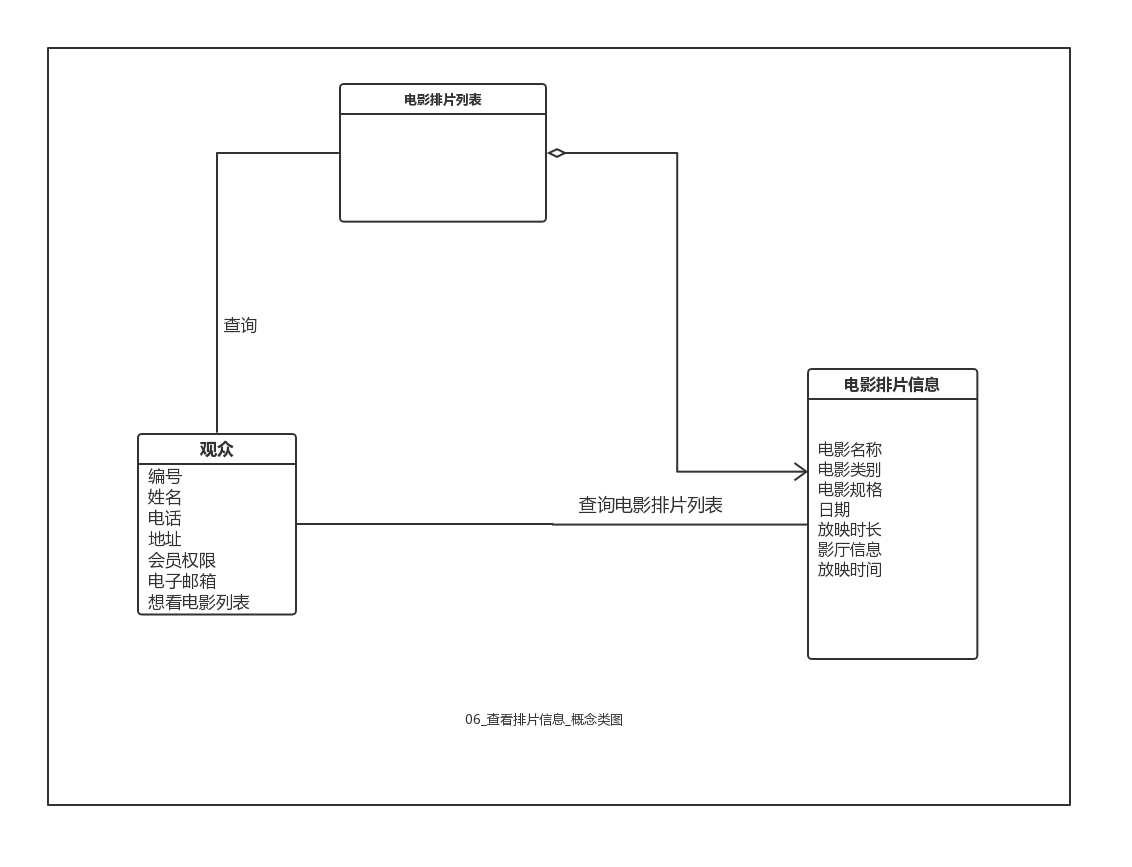 电影排片列表
查询
电影排片信息
电影名称
电影类别
电影规格
日期
放映时长
影厅信息
放映时间
观众
编号
姓名
电话
地址
会员权限
电子邮箱
想看电影列表
查询电影排片列表
06_查看排片信息_概念类图